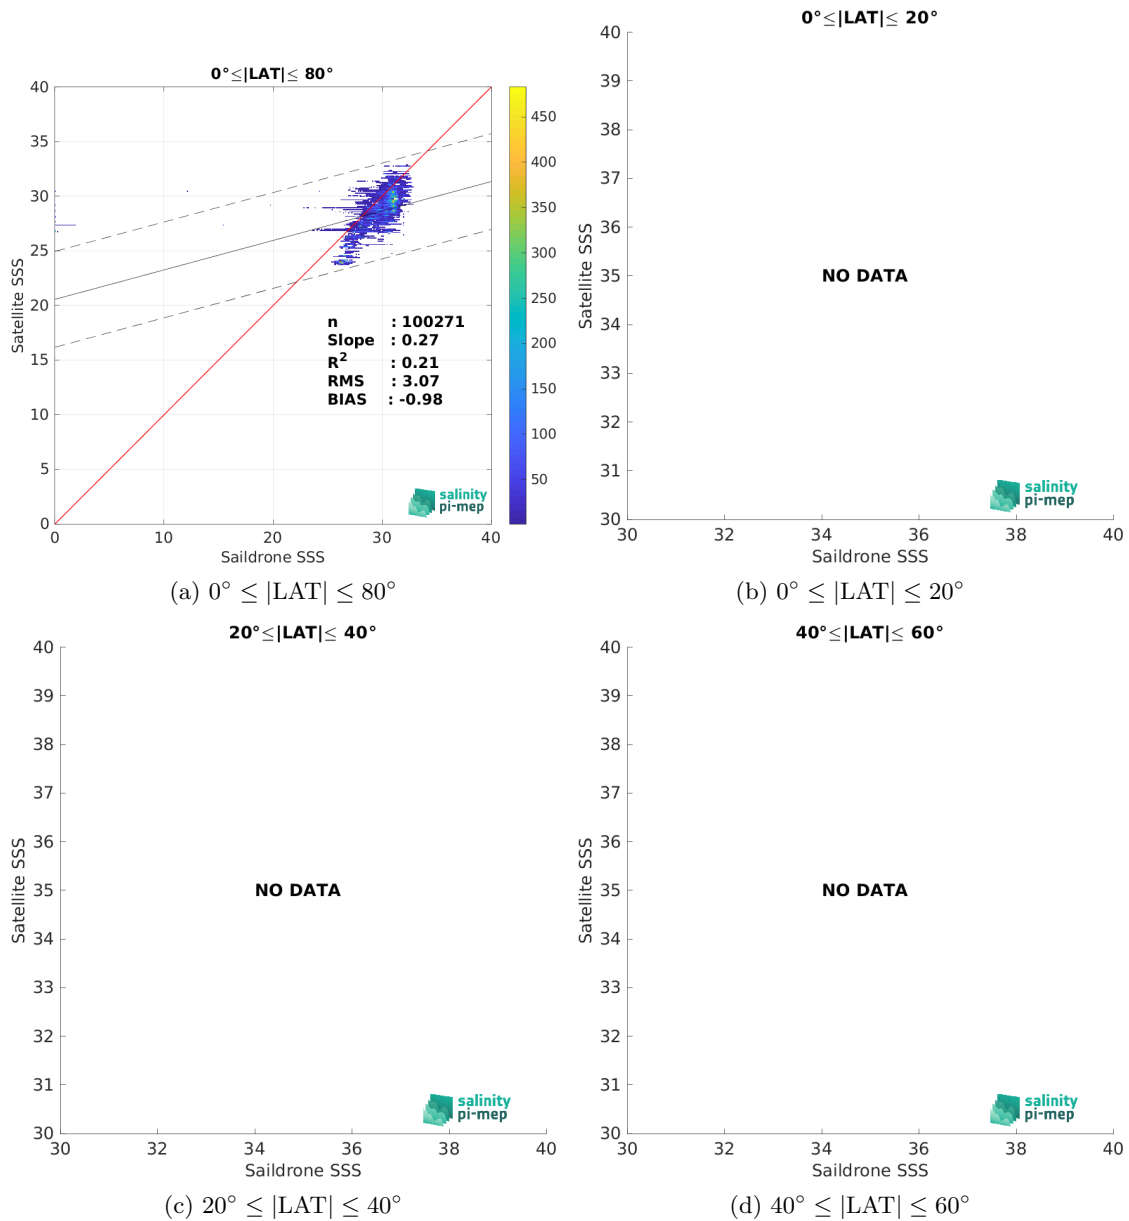 0°≤|LAT|≤ 80°
40
35
30
25
20
15
10
5
0
0
10
20
30
40
Satellite SSS
Saildrone SSS
n : 100271
Slope : 0.27
R² : 0.21
RMS : 3.07
BIAS : -0.98
450
400
350
300
250
200
150
100
50
salinity
pi-mep
(a) 0° ≤ |LAT| ≤ 80°
0°≤|LAT|≤ 20°
40
39
38
37
36
35
34
33
32
31
30
30
32
34
36
38
40
Satellite SSS
Saildrone SSS
NO DATA
salinity
pi-mep
(b) 0° ≤ |LAT| ≤ 20°
20°≤|LAT|≤ 40°
40
39
38
37
36
35
34
33
32
31
30
30
32
34
36
38
40
Satellite SSS
Saildrone SSS
NO DATA
salinity
pi-mep
(c) 20° ≤ |LAT| ≤ 40°
40°≤|LAT|≤ 60°
40
39
38
37
36
35
34
33
32
31
30
30
32
34
36
38
40
Satellite SSS
Saildrone SSS
NO DATA
salinity
pi-mep
(d) 40° ≤ |LAT| ≤ 60°